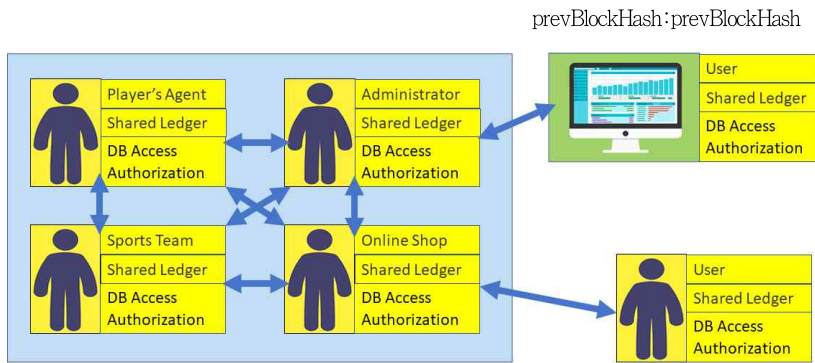 prevBlockHash:prevBlockHash
Player's Agent
Shared Ledger
DB Access
Authorization
Administrator
Shared Ledger
DB Access
Authorization
User
Shared Ledger
DB Access
Authorization
Sports Team
Shared Ledger
DB Access
Authorization
Online Shop
Shared Ledger
DB Access
Authorization
User
Shared Ledger
DB Access
Authorization